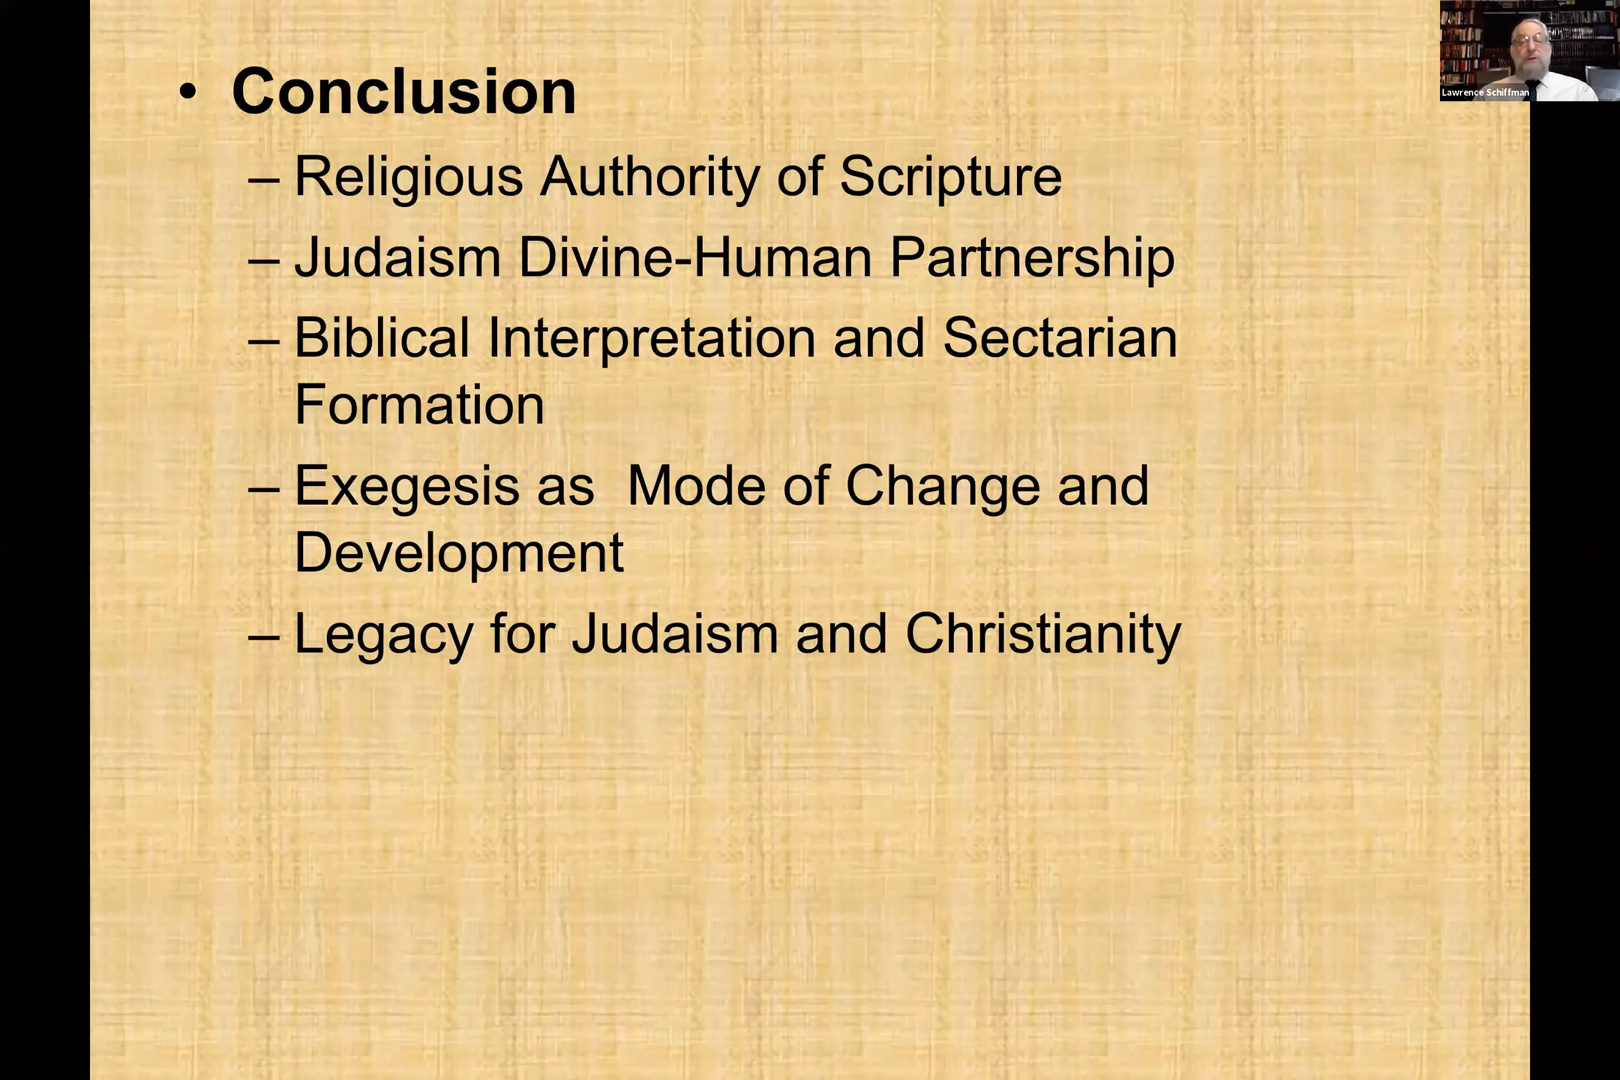 • Conclusion
– Religious Authority of Scripture
– Judaism Divine-Human Partnership
– Biblical Interpretation and Sectarian
Formation
– Exegesis as  Mode of Change and
Development
– Legacy for Judaism and Christianity
Lawrence Schiffman